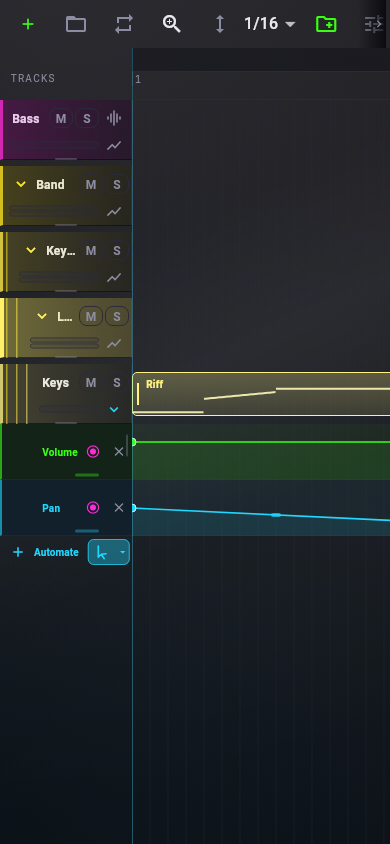 1/16
TRACKS
1
Bass M S
Band M S
Key... M S
L... M S
Keys M S
Riff
Volume
Pan
Automate